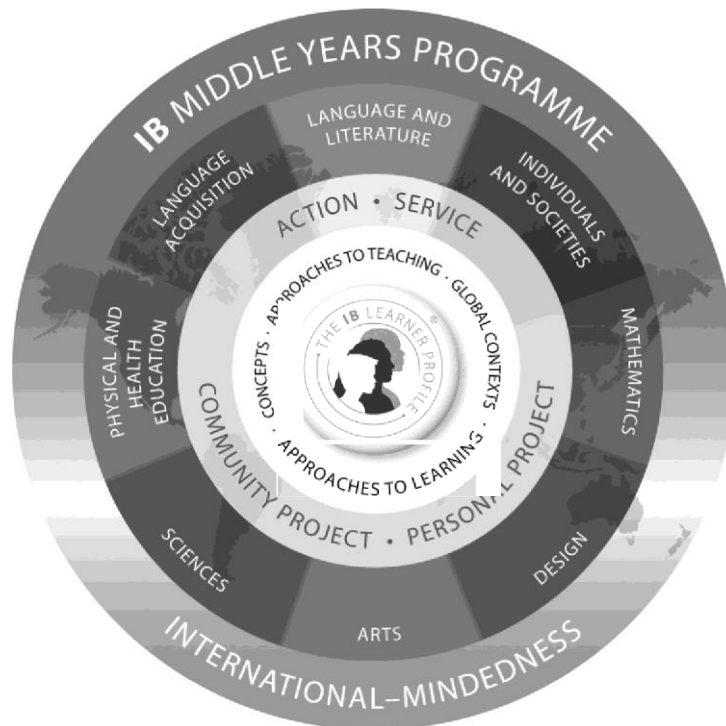 IB MIDDLE YEARS PROGRAMME
LANGUAGE AND
LITERATURE
INDIVIDUALS
AND SOCIETIES
MATHEMATICS
DESIGN
ARTS
SCIENCES
PHYSICAL AND
HEALTH
EDUCATION
LANGUAGE
ACQUISITION
ACTION • SERVICE
PERSONAL PROJECT
COMMUNITY PROJECT •
APPROACHES TO TEACHING ·
GLOBAL CONTEXTS ·
APPROACHES TO LEARNING
· CONCEPTS ·
• THE IB LEARNER PROFILE •
®
INTERNATIONAL–MINDEDNESS